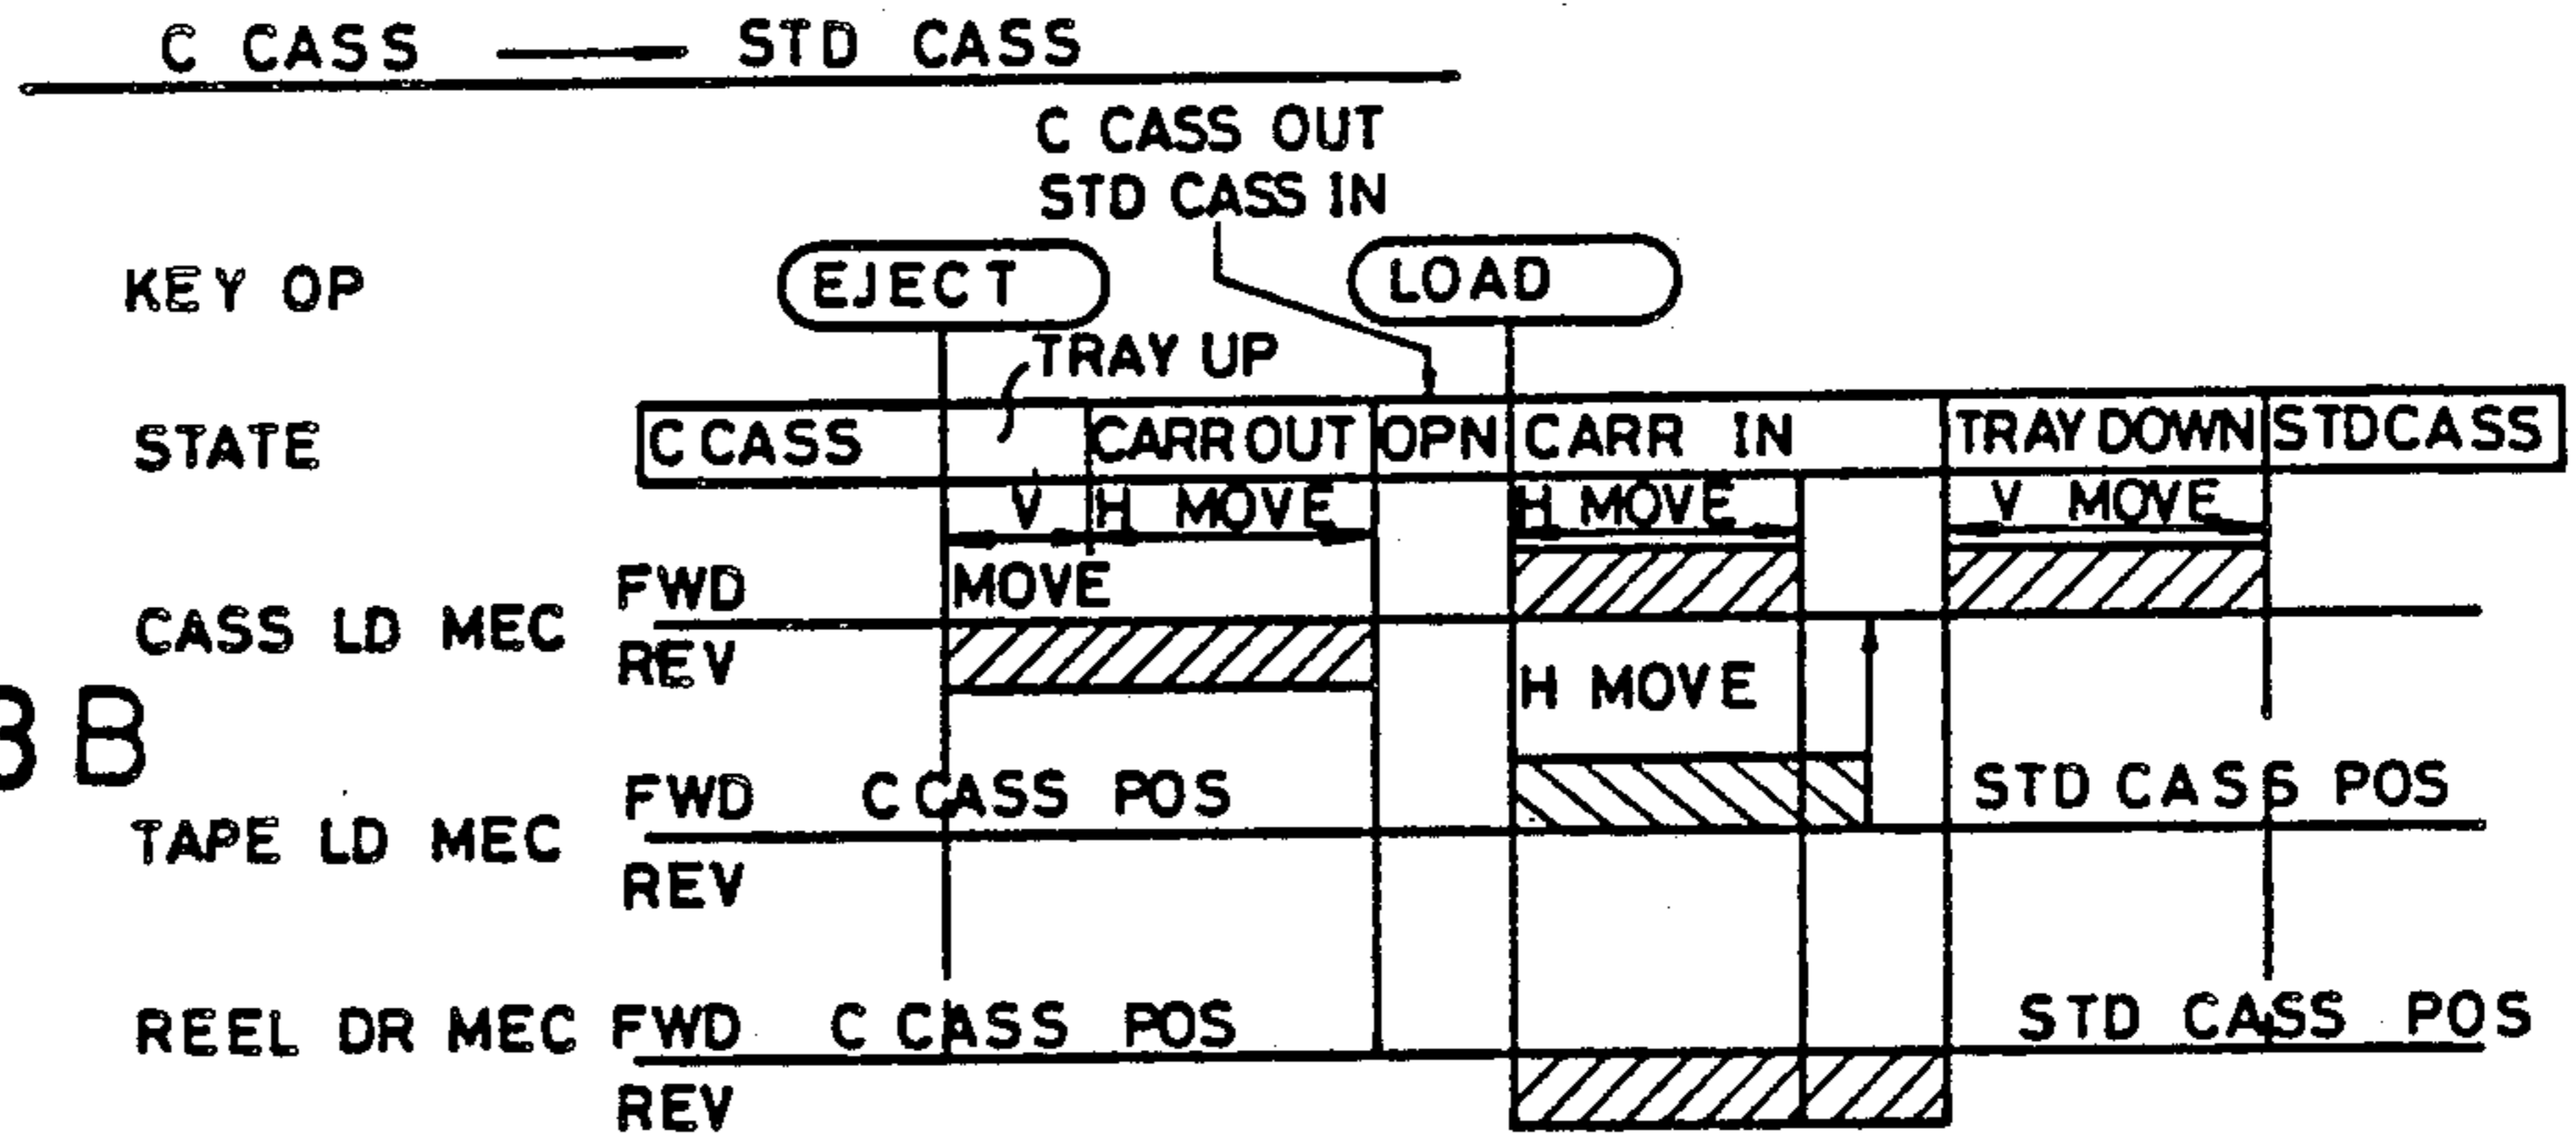 C CASS → STD CASS
C CASS OUT
STD CASS IN
KEY OP
EJECT
LOAD
TRAY UP
STATE
C CASS
CARR OUT
OPN
CARR IN
TRAY DOWN
STD CASS
V
H MOVE
H MOVE
V MOVE
MOVE
CASS LD MEC
FWD
REV
H MOVE
B
TAPE LD MEC
FWD
C CASS POS
STD CASS POS
REV
REEL DR MEC
FWD
C CASS POS
STD CASS POS
REV